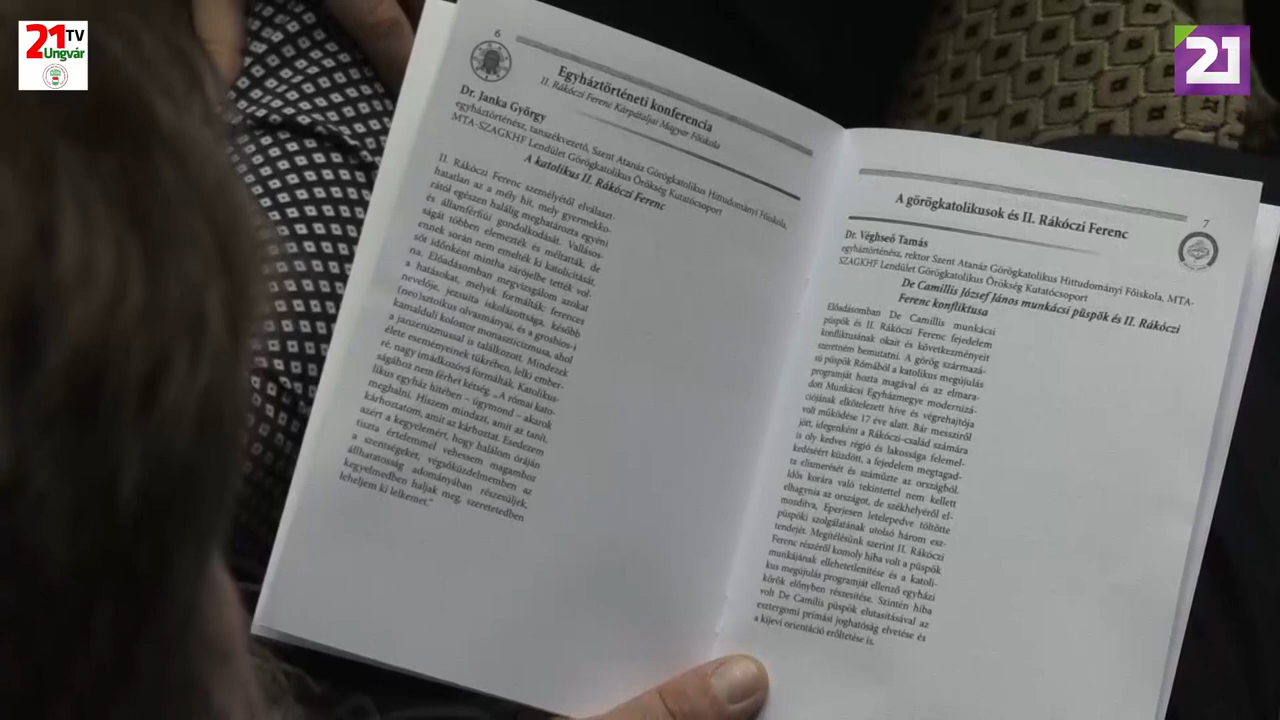 21 TV
Ungvár
21
6
Egyháztörténeti konferencia
II. Rákóczi Ferenc Kárpátaljai Magyar Főiskola
Dr. Janka György
egyháztörténész, tanszékvezető, Szent Atanáz Görögkatolikus Hittudományi Főiskola,
MTA-SZAGKHF Lendület Görögkatolikus Örökség Kutatócsoport
A katolikus II. Rákóczi Ferenc
II. Rákóczi Ferenc személyétől elválaszt-
hatatlan az a mély hit, mely gyermekko-
rától egészen haláláig meghatározta egyéni
és államférfiúi gondolkodását. Vallásos-
ságát többen elemezték és méltatták, de
ennek során nem emelték ki katolicitását,
sőt időnként mintha zárójelbe tették vol-
na. Előadásomban megvizsgálom azokat
a hatásokat, melyek formálták: ferences
nevelője, jezsuita iskolázottsága, később
(neo)sztoikus olvasmányai, és a grosbios-i
kamalduli kolostor monaszticizmusa, ahol
a janzenizmussal is találkozott. Mindezek
élete eseményeinek tükrében, lelki ember-
ré, nagy imádkozóvá formálták. Katolikus-
ságához nem férhet kétség. „A római kato-
likus egyház hitében – úgymond – akarok
meghalni. Hiszem mindazt, amit az tanít,
kárhoztatom, amit az kárhoztat. Esedezem
azért a kegyelemért, hogy halálom óráján
tiszta értelemmel vehessem magamhoz
a szentségeket, végsőküzdelmemben az
állhatatosság adományában részesüljek,
kegyelmedben haljak meg, szeretetedben
leheljem ki lelkemet.”
7
A görögkatolikusok és II. Rákóczi Ferenc
Dr. Véghseő Tamás
egyháztörténész, rektor Szent Atanáz Görögkatolikus Hittudományi Főiskola, MTA-
SZAGKHF Lendület Görögkatolikus Örökség Kutatócsoport
De Camillis József János munkácsi püspök és II. Rákóczi
Ferenc konfliktusa
Előadásomban De Camillis munkácsi
püspök és II. Rákóczi Ferenc fejedelem
konfliktusának okait és következményeit
szeretném bemutatni. A görög származá-
sú püspök Rómából a katolikus megújulás
programját hozta magával és az elmara-
dott Munkácsi Egyházmegye modernizá-
ciójának elkötelezett híve és végrehajtója
volt működése 17 éve alatt. Bár messziről
jött, idegenként a Rákóczi-család számára
is oly kedves régió és lakossága felemel-
kedéséért küzdött, a fejedelem megtagad-
ta elismerését és száműzte az országból.
Idős korára való tekintettel nem kellett
elhagynia az országot, de székhelyéről el-
mozdítva, Eperjesen letelepedve töltötte
püspöki szolgálatának utolsó három esz-
tendejét. Megítélésünk szerint II. Rákóczi
Ferenc részéről komoly hiba volt a püspök
munkájának ellehetetlenítése és a katoli-
kus megújulás programját ellenző egyházi
körök előnyben részesítése. Szintén hiba
volt De Camilis püspök elutasításával az
esztergomi prímási joghatóság elvetése és
a kijevi orientáció erőltetése is.